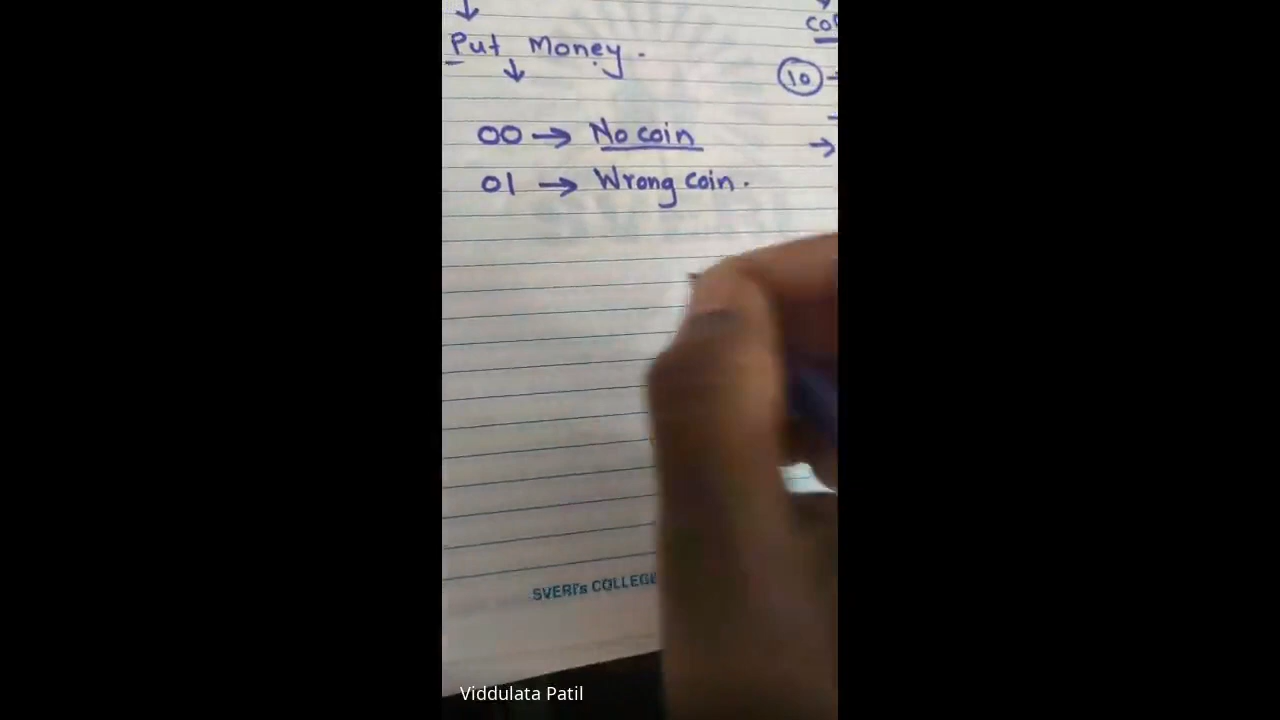 ↓
Put Money.
↓
00 → No coin
01 → Wrong coin.
10
→
SVERI's COLLEGE
Viddulata Patil